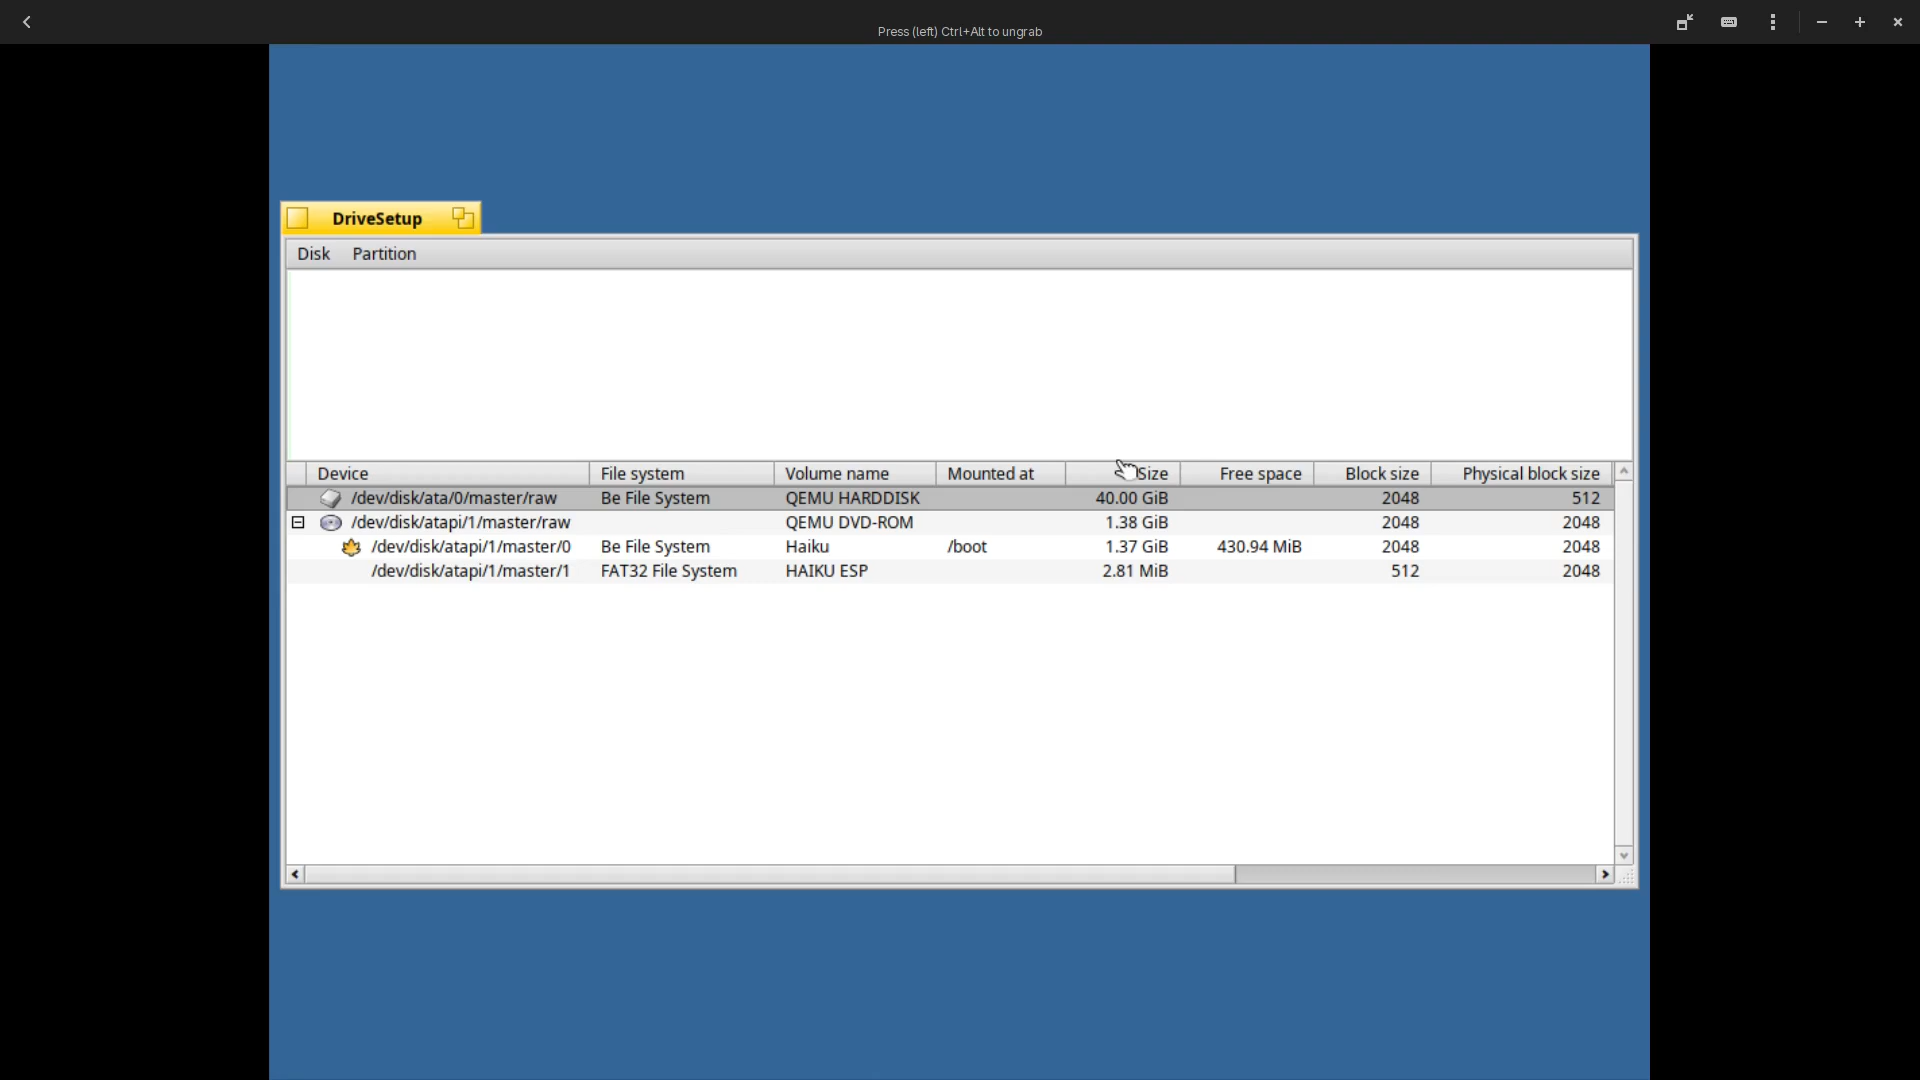 Press (left) Ctrl+Alt to ungrab
DriveSetup
Disk Partition
Device File system Volume name Mounted at Size Free space Block size Physical block size
/dev/disk/ata/0/master/raw Be File System QEMU HARDDISK 40.00 GiB 2048 512
/dev/disk/atapi/1/master/raw QEMU DVD-ROM 1.38 GiB 2048 2048
/dev/disk/atapi/1/master/0 Be File System Haiku /boot 1.37 GiB 430.94 MiB 2048 2048
/dev/disk/atapi/1/master/1 FAT32 File System HAIKU ESP 2.81 MiB 512 2048